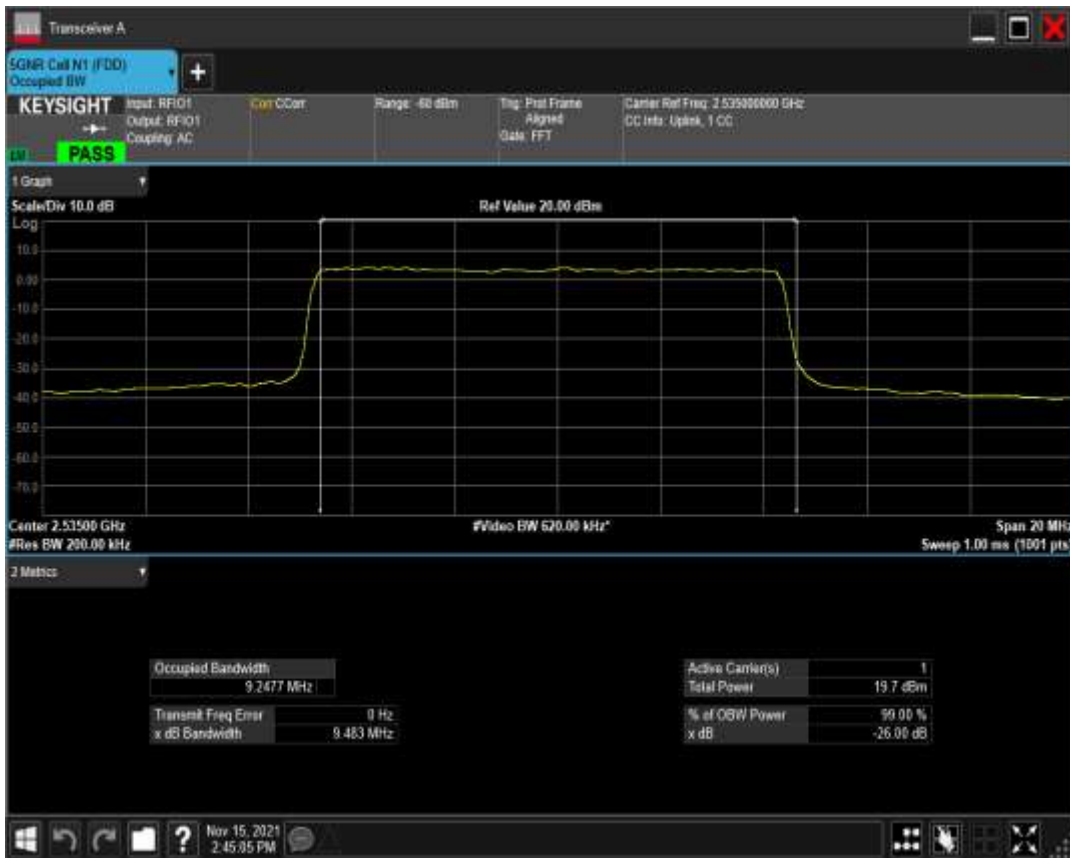 Transceiver A
5GNR Cell N1 (FDD)
Occupied BW
+
KEYSIGHT
PASS
Input: RFIO1
Output: RFIO1
Coupling: AC
Corr CCorr
Range: -60 dBm
Trig: Prot Frame
Aligned
Gate: FFT
Carrier Ref Freq: 2.535000000 GHz
CC Info: Uplink, 1 CC
1 Graph
Scale/Div 10.0 dB
Ref Value 20.00 dBm
Log
10.0
0.00
-10.0
-20.0
-30.0
-40.0
-50.0
-60.0
-70.0
Center 2.53500 GHz
#Video BW 620.00 kHz*
Span 20 MHz
#Res BW 200.00 kHz
Sweep 1.00 ms (1001 pts)
2 Metrics
Occupied Bandwidth
9.2477 MHz
Transmit Freq Error 0 Hz
x dB Bandwidth 9.483 MHz
Active Carrier(s) 1
Total Power 19.7 dBm
% of OBW Power 99.00 %
x dB -26.00 dB
?
Nov 15, 2021
2:45:05 PM